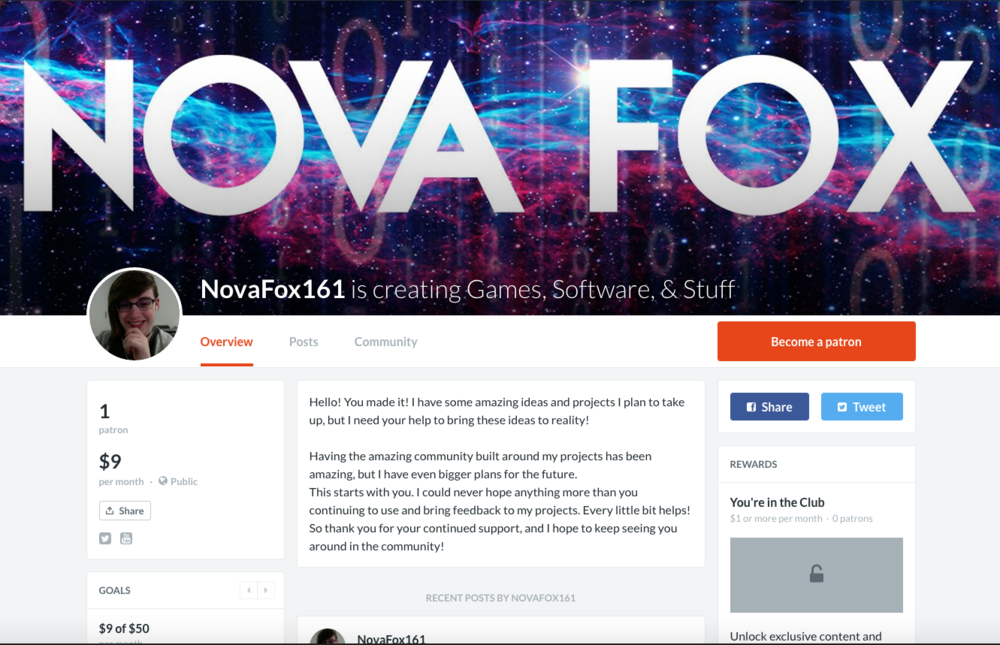 NOVA FOX
NovaFox161 is creating Games, Software, & Stuff
Overview
Posts
Community
Become a patron
1
patron
$9
per month · Public
Share
GOALS
$9 of $50
per month
Hello! You made it! I have some amazing ideas and projects I plan to take
up, but I need your help to bring these ideas to reality!
Having the amazing community built around my projects has been
amazing, but I have even bigger plans for the future.
This starts with you. I could never hope anything more than you
continuing to use and bring feedback to my projects. Every little bit helps!
So thank you for your continued support, and I hope to keep seeing you
around in the community!
RECENT POSTS BY NOVAFOX161
NovaFox161
Share
Tweet
REWARDS
You're in the Club
$1 or more per month · 0 patrons
Unlock exclusive content and